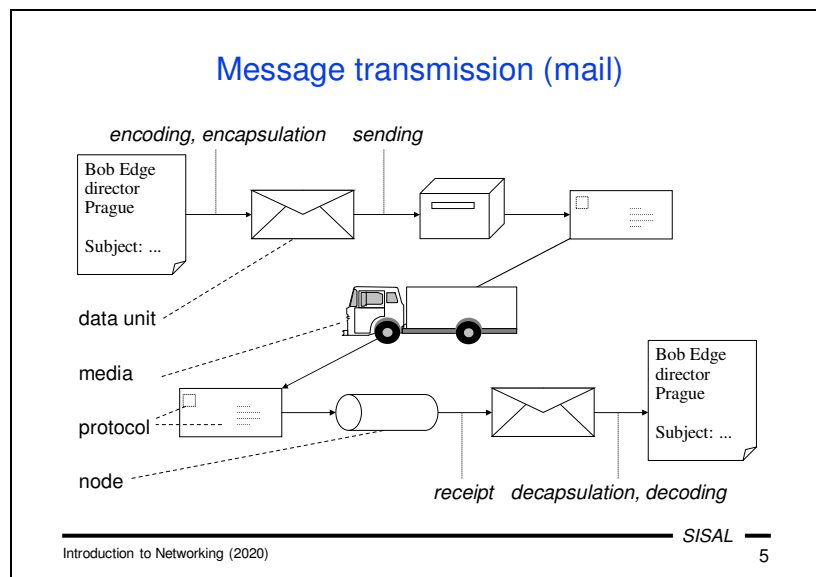 Message transmission (mail)
encoding, encapsulation
sending
Bob Edge
director
Prague
Subject: ...
data unit
media
protocol
node
Bob Edge
director
Prague
Subject: ...
receipt
decapsulation, decoding
SISAL
Introduction to Networking (2020)
5